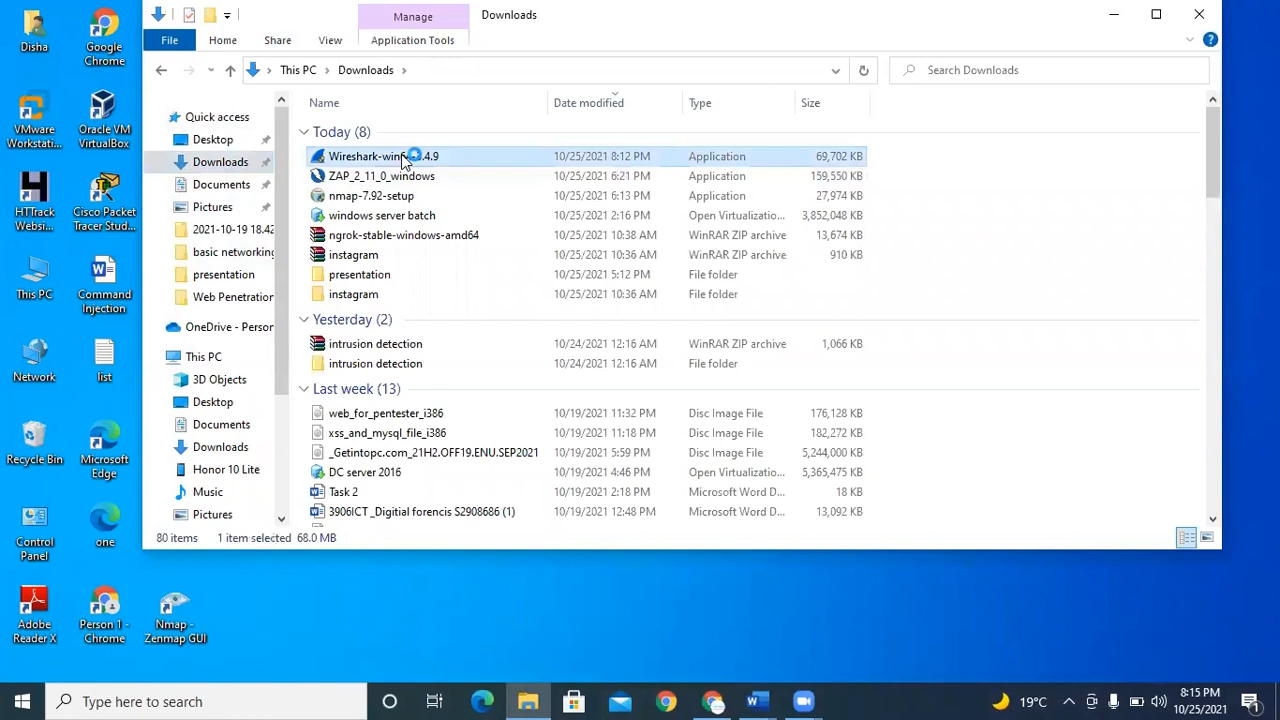 Manage
Downloads
File
Home
Share
View
Application Tools
This PC
Downloads
Search Downloads
Name
Date modified
Type
Size
Quick access
Desktop
Downloads
Documents
Pictures
2021-10-19 18.42
basic networking
presentation
Web Penetration
OneDrive - Person
This PC
3D Objects
Desktop
Documents
Downloads
Honor 10 Lite
Music
Pictures
Today (8)
Wireshark-win 4.9 10/25/2021 8:12 PM Application 69,702 KB
ZAP_2_11_0_windows 10/25/2021 6:21 PM Application 159,550 KB
nmap-7.92-setup 10/25/2021 6:13 PM Application 27,974 KB
windows server batch 10/25/2021 2:16 PM Open Virtualizatio... 3,852,048 KB
ngrok-stable-windows-amd64 10/25/2021 10:38 AM WinRAR ZIP archive 13,674 KB
instagram 10/25/2021 10:36 AM WinRAR ZIP archive 910 KB
presentation 10/25/2021 5:12 PM File folder
instagram 10/25/2021 10:36 AM File folder
Yesterday (2)
intrusion detection 10/24/2021 12:16 AM WinRAR ZIP archive 1,066 KB
intrusion detection 10/24/2021 12:16 AM File folder
Last week (13)
web_for_pentester_i386 10/19/2021 11:32 PM Disc Image File 176,128 KB
xss_and_mysql_file_i386 10/19/2021 11:18 PM Disc Image File 182,272 KB
_Getintopc.com_21H2.OFF19.ENU.SEP2021 10/19/2021 5:59 PM Disc Image File 5,244,000 KB
DC server 2016 10/19/2021 4:46 PM Open Virtualizatio... 5,365,475 KB
Task 2 10/19/2021 2:18 PM Microsoft Word D... 18 KB
3906ICT _Digitial forencis S2908686 (1) 10/19/2021 12:48 PM Microsoft Word D... 13,092 KB
80 items
1 item selected 68.0 MB
Disha
Google
Chrome
VMware
Workstati...
Oracle VM
VirtualBox
HTTrack
Websi...
Cisco Packet
Tracer Stud...
This PC
Command
Injection
Network
list
Recycle Bin
Microsoft
Edge
Control
Panel
one
Adobe
Reader X
Person 1 -
Chrome
Nmap -
Zenmap GUI
Type here to search
19°C
8:15 PM
10/25/2021
1